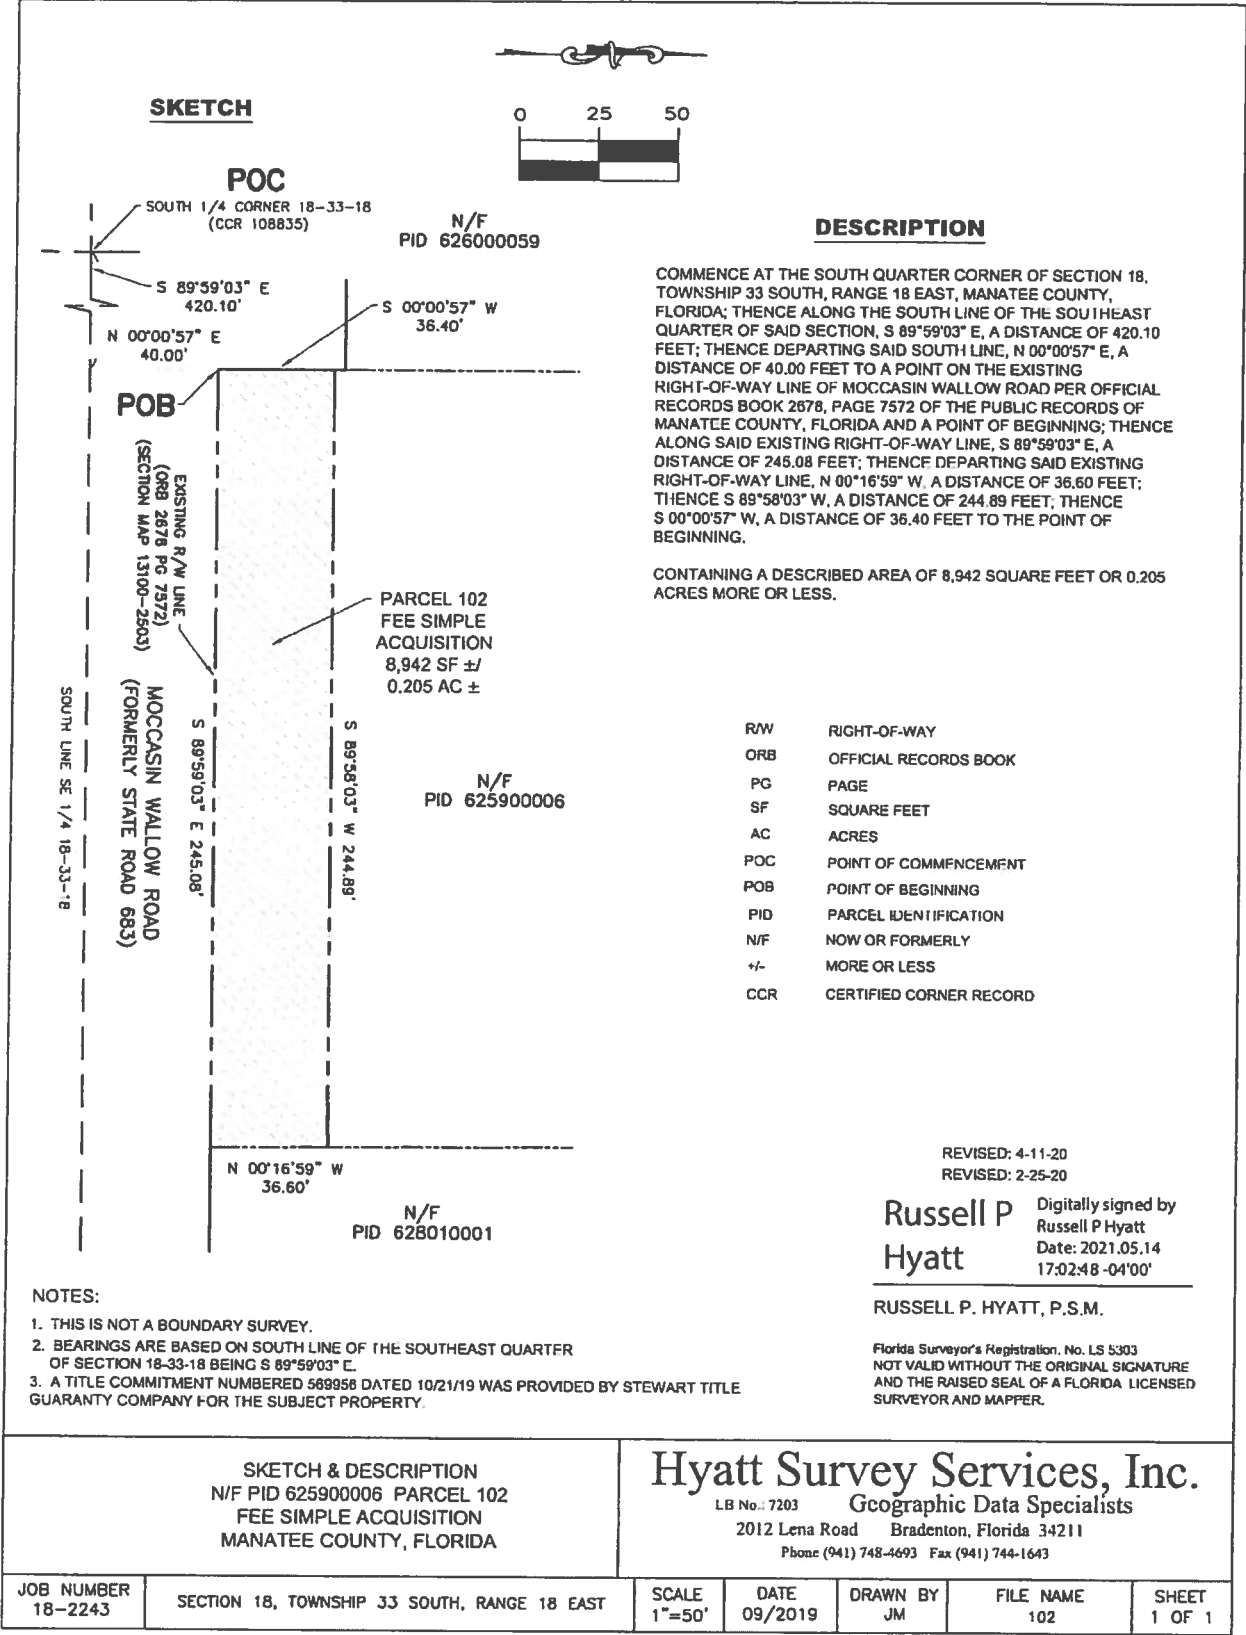 SKETCH
0 25 50
POC
SOUTH 1/4 CORNER 18-33-18
(CCR 108835)
N/F
PID 626000059
S 89°59'03" E
420.10'
S 00°00'57" W
36.40'
N 00°00'57" E
40.00'
POB
EXISTING R/W LINE
(ORB 2678 PG 7572)
(SECTION MAP 13100-2503)
PARCEL 102
FEE SIMPLE
ACQUISITION
8,942 SF ±/
0.205 AC ±
SOUTH LINE SE 1/4 18-33-18
MOCCASIN WALLOW ROAD
(FORMERLY STATE ROAD 683)
S 89°59'03" E 245.08'
S 89°58'03" W 244.89'
N/F
PID 625900006
N 00°16'59" W
36.60'
N/F
PID 628010001
DESCRIPTION
COMMENCE AT THE SOUTH QUARTER CORNER OF SECTION 18,
TOWNSHIP 33 SOUTH, RANGE 18 EAST, MANATEE COUNTY,
FLORIDA; THENCE ALONG THE SOUTH LINE OF THE SOUTHEAST
QUARTER OF SAID SECTION, S 89°59'03" E, A DISTANCE OF 420.10
FEET; THENCE DEPARTING SAID SOUTH LINE, N 00°00'57" E, A
DISTANCE OF 40.00 FEET TO A POINT ON THE EXISTING
RIGHT-OF-WAY LINE OF MOCCASIN WALLOW ROAD PER OFFICIAL
RECORDS BOOK 2678, PAGE 7572 OF THE PUBLIC RECORDS OF
MANATEE COUNTY, FLORIDA AND A POINT OF BEGINNING; THENCE
ALONG SAID EXISTING RIGHT-OF-WAY LINE, S 89°59'03" E, A
DISTANCE OF 245.08 FEET; THENCE DEPARTING SAID EXISTING
RIGHT-OF-WAY LINE, N 00°16'59" W, A DISTANCE OF 36.60 FEET;
THENCE S 89°58'03" W, A DISTANCE OF 244.89 FEET; THENCE
S 00°00'57" W, A DISTANCE OF 36.40 FEET TO THE POINT OF
BEGINNING.
CONTAINING A DESCRIBED AREA OF 8,942 SQUARE FEET OR 0.205
ACRES MORE OR LESS.
R/W RIGHT-OF-WAY
ORB OFFICIAL RECORDS BOOK
PG PAGE
SF SQUARE FEET
AC ACRES
POC POINT OF COMMENCEMENT
POB POINT OF BEGINNING
PID PARCEL IDENTIFICATION
N/F NOW OR FORMERLY
+/- MORE OR LESS
CCR CERTIFIED CORNER RECORD
REVISED: 4-11-20
REVISED: 2-25-20
Russell P
Hyatt
Digitally signed by
Russell P Hyatt
Date: 2021.05.14
17:02:48 -04'00'
RUSSELL P. HYATT, P.S.M.
Florida Surveyor's Registration. No. LS 5303
NOT VALID WITHOUT THE ORIGINAL SIGNATURE
AND THE RAISED SEAL OF A FLORIDA LICENSED
SURVEYOR AND MAPPER.
NOTES:
1. THIS IS NOT A BOUNDARY SURVEY.
2. BEARINGS ARE BASED ON SOUTH LINE OF THE SOUTHEAST QUARTER
OF SECTION 18-33-18 BEING S 89°59'03" E.
3. A TITLE COMMITMENT NUMBERED 569956 DATED 10/21/19 WAS PROVIDED BY STEWART TITLE
GUARANTY COMPANY FOR THE SUBJECT PROPERTY.
SKETCH & DESCRIPTION
N/F PID 625900006 PARCEL 102
FEE SIMPLE ACQUISITION
MANATEE COUNTY, FLORIDA
Hyatt Survey Services, Inc.
LB No.: 7203 Geographic Data Specialists
2012 Lena Road Bradenton, Florida 34211
Phone (941) 748-4693 Fax (941) 744-1643
JOB NUMBER
18-2243
SECTION 18, TOWNSHIP 33 SOUTH, RANGE 18 EAST
SCALE
1"=50'
DATE
09/2019
DRAWN BY
JM
FILE NAME
102
SHEET
1 OF 1